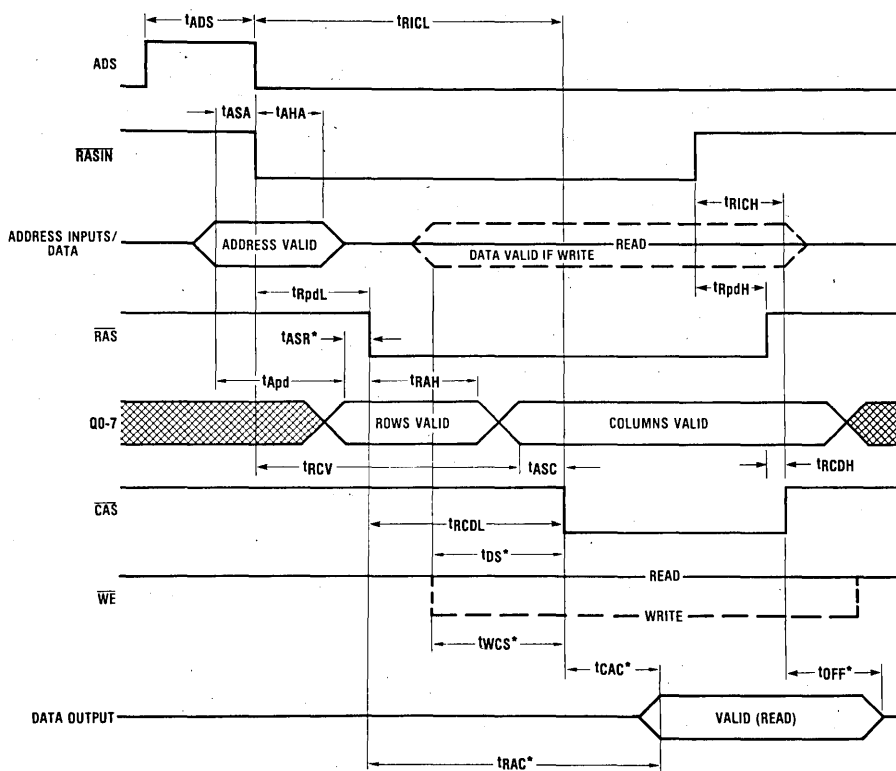 tADS
tRICL
ADS
tASA
tAHA
RASIN
tRICH
ADDRESS INPUTS/
DATA
ADDRESS VALID
READ
DATA VALID IF WRITE
tRpdL
tRpdH
RAS
tASR*
tApd
tRAH
Q0-7
ROWS VALID
COLUMNS VALID
tRCV
tASC
tRCDH
CAS
tRCDL
tDS*
READ
WE
WRITE
tWCS*
tCAC*
tOFF*
DATA OUTPUT
VALID (READ)
tRAC*